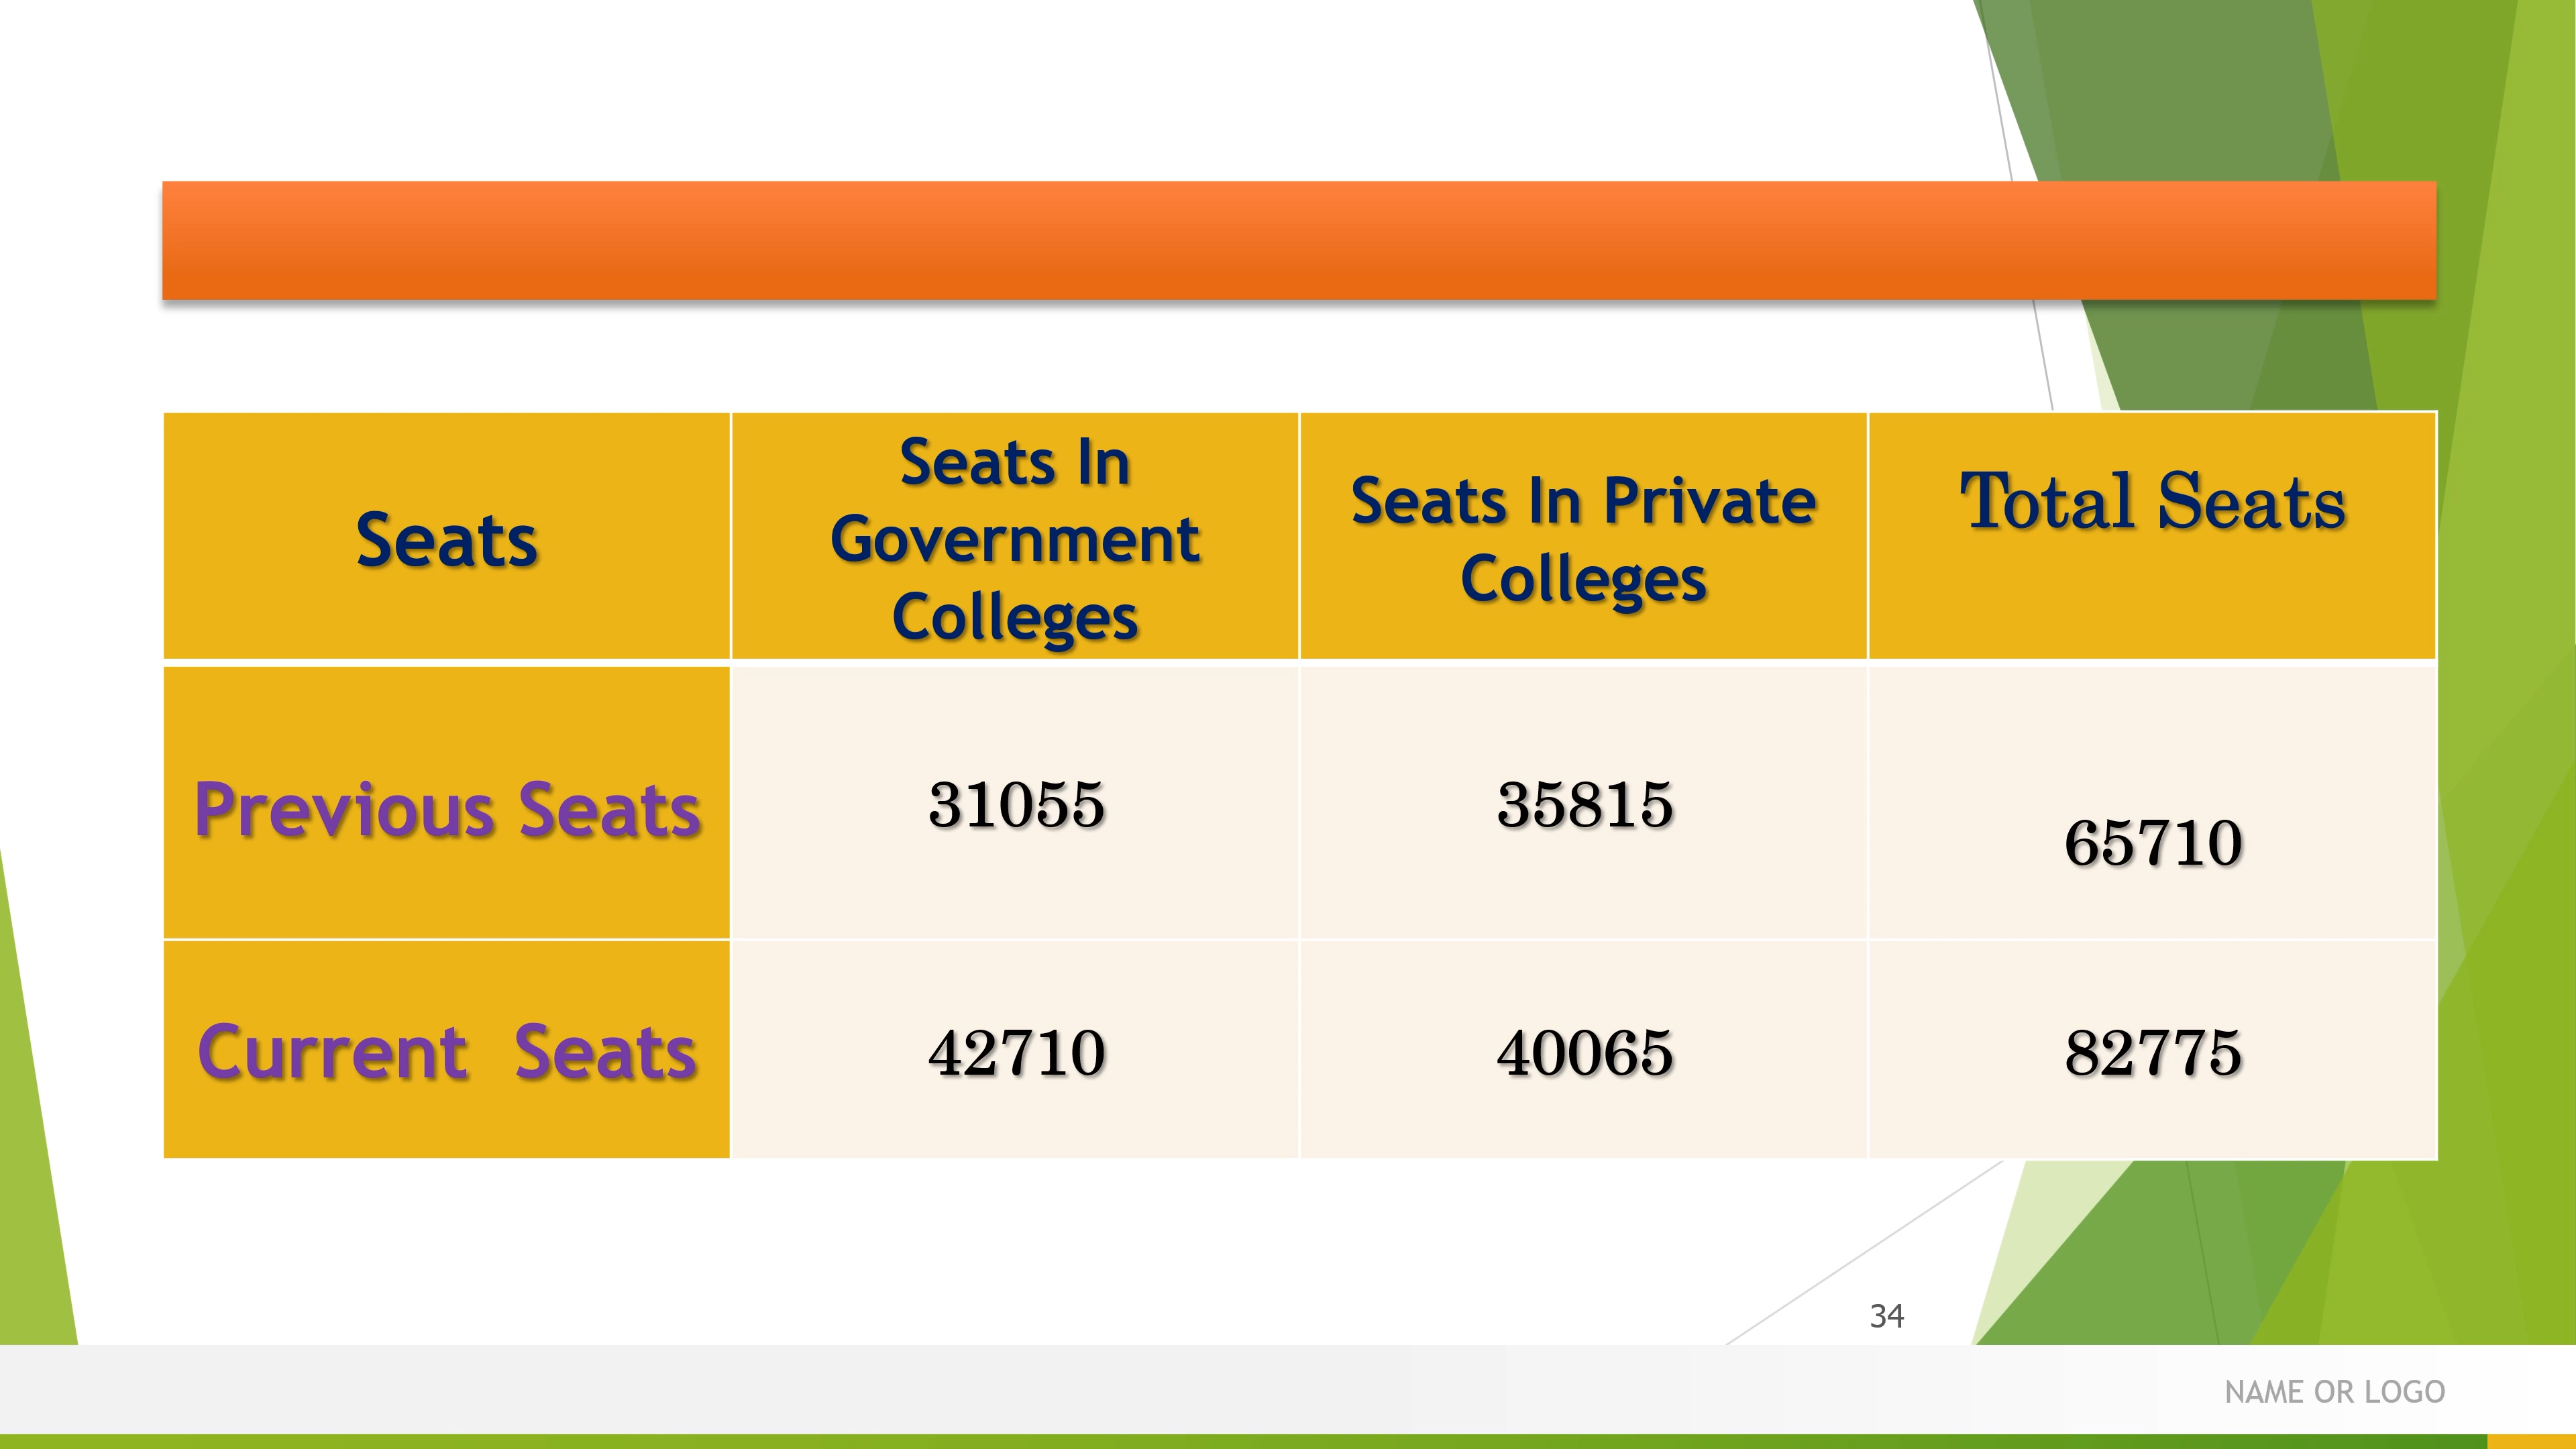 Seats
Seats In
Government
Colleges
Seats In Private
Colleges
Total Seats
Previous Seats
31055
35815
65710
Current  Seats
42710
40065
82775
34
NAME OR LOGO